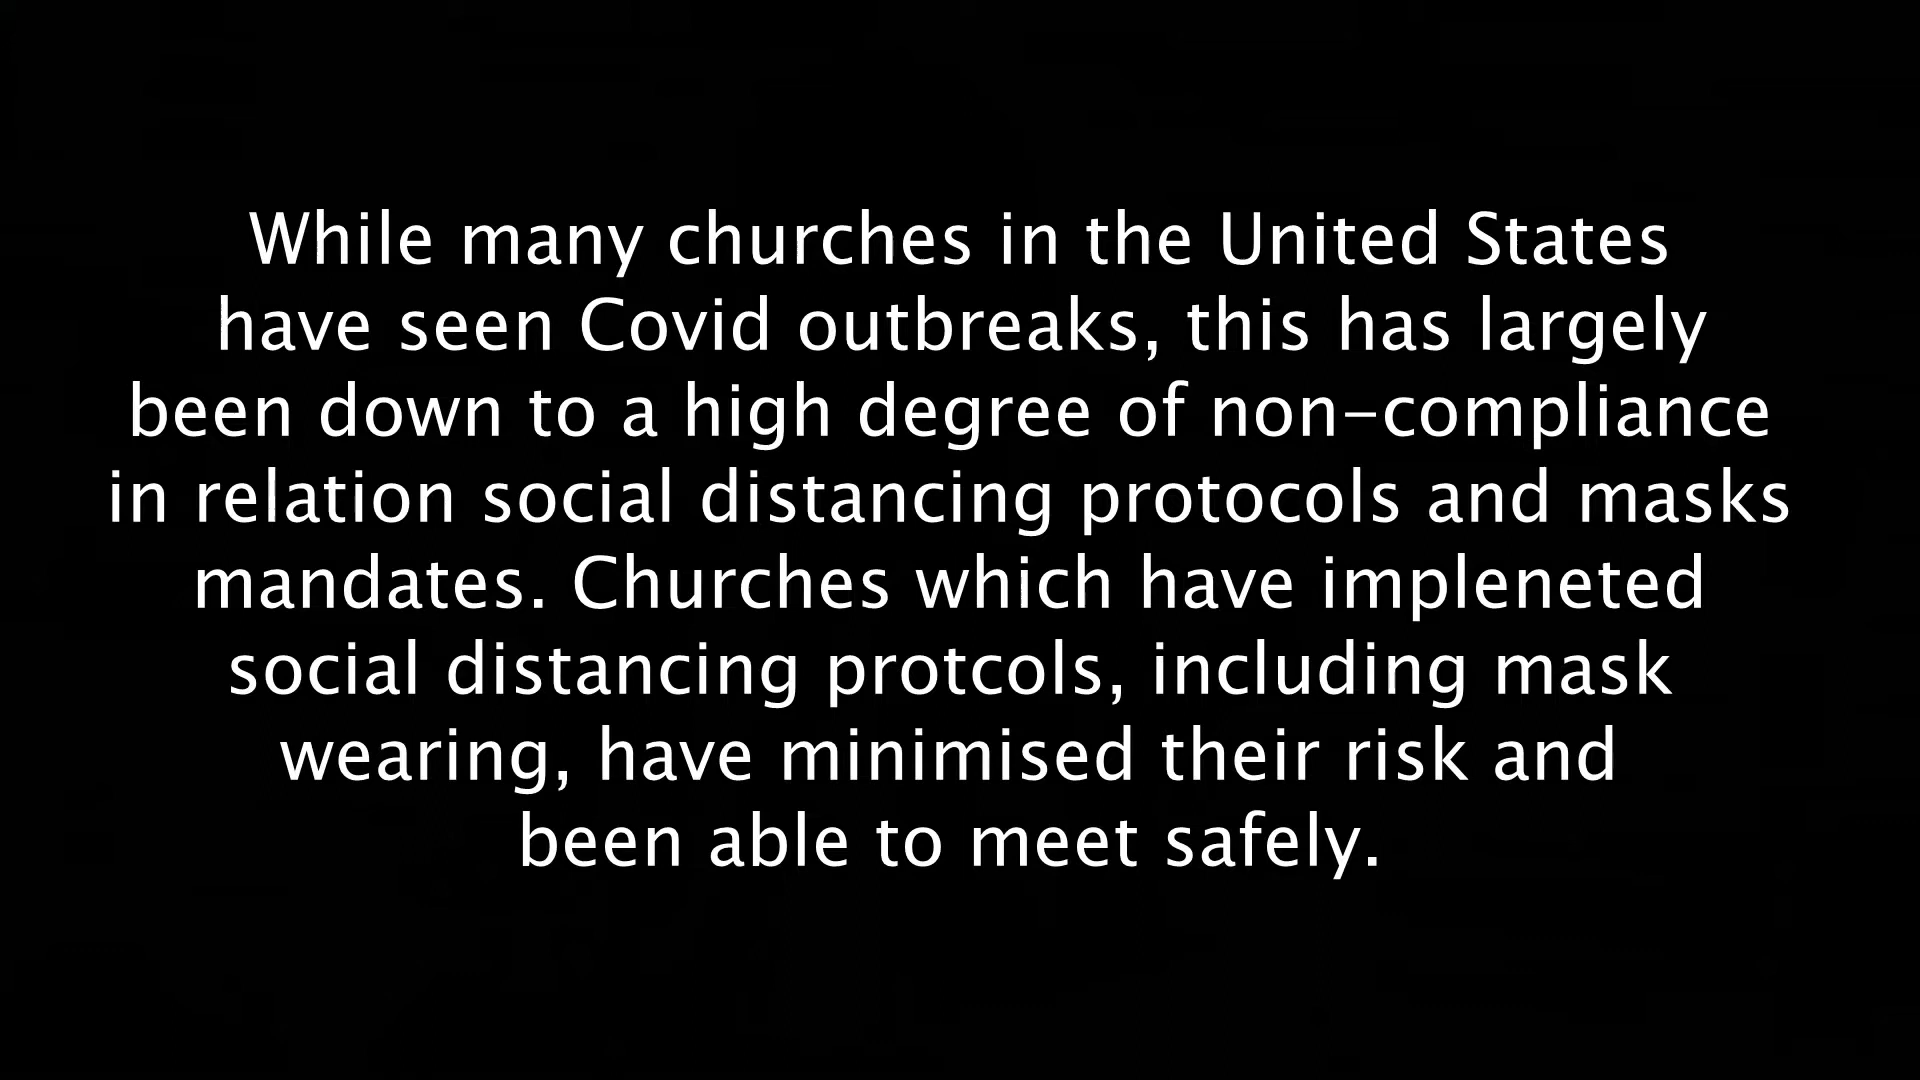 While many churches in the United States
have seen Covid outbreaks, this has largely
been down to a high degree of non-compliance
in relation social distancing protocols and masks
mandates. Churches which have impleneted
social distancing protcols, including mask
wearing, have minimised their risk and
been able to meet safely.